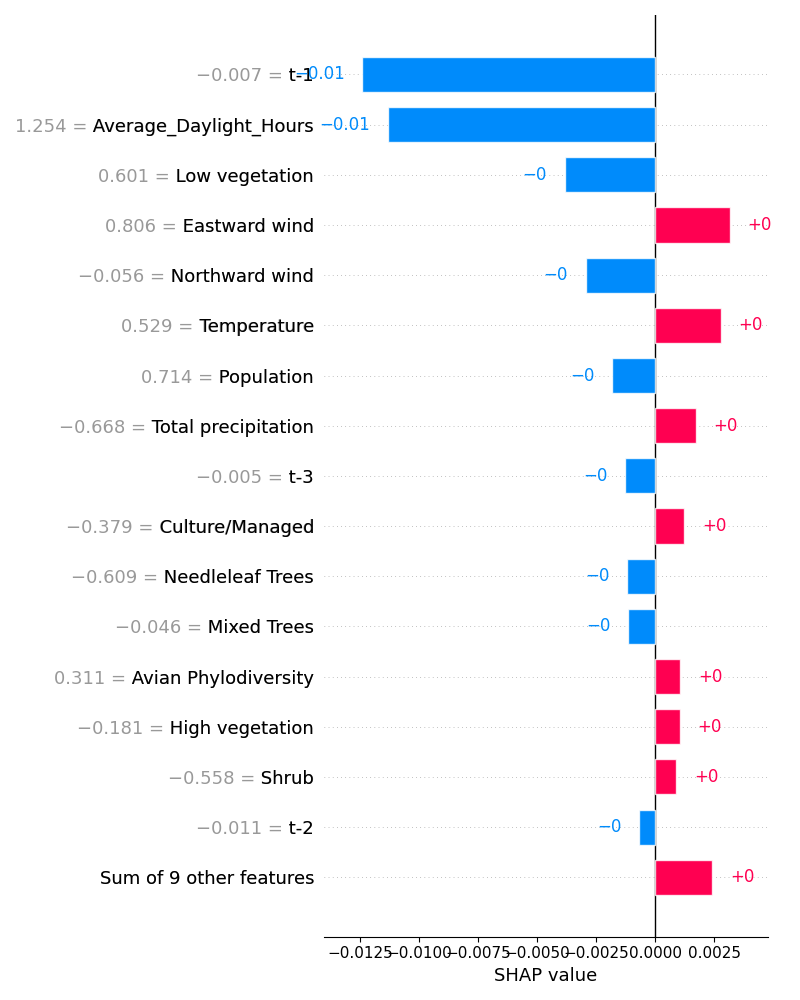 −0.007 = t-1 −0.01
1.254 = Average_Daylight_Hours −0.01
0.601 = Low vegetation −0
0.806 = Eastward wind +0
−0.056 = Northward wind −0
0.529 = Temperature +0
0.714 = Population −0
−0.668 = Total precipitation +0
−0.005 = t-3 −0
−0.379 = Culture/Managed +0
−0.609 = Needleleaf Trees −0
−0.046 = Mixed Trees −0
0.311 = Avian Phylodiversity +0
−0.181 = High vegetation +0
−0.558 = Shrub +0
−0.011 = t-2 −0
Sum of 9 other features +0
−0.0125 −0.0100 −0.0075 −0.0050 −0.0025 0.0000 0.0025
SHAP value